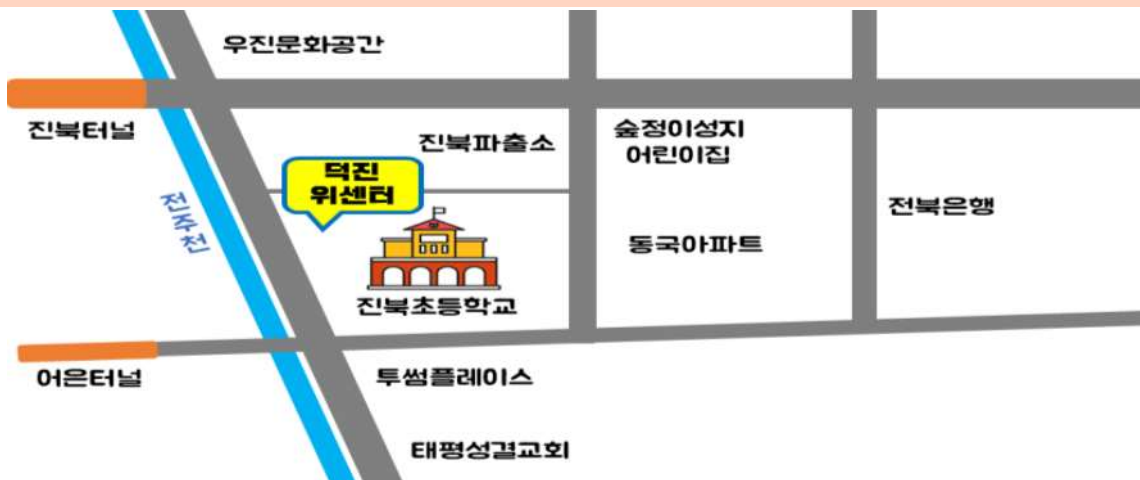 우진문화공간
진북터널
진북파출소
숲정이성지
어린이집
덕진
위센터
전주천
전북은행
동국아파트
진북초등학교
어은터널
투썸플레이스
태평성결교회